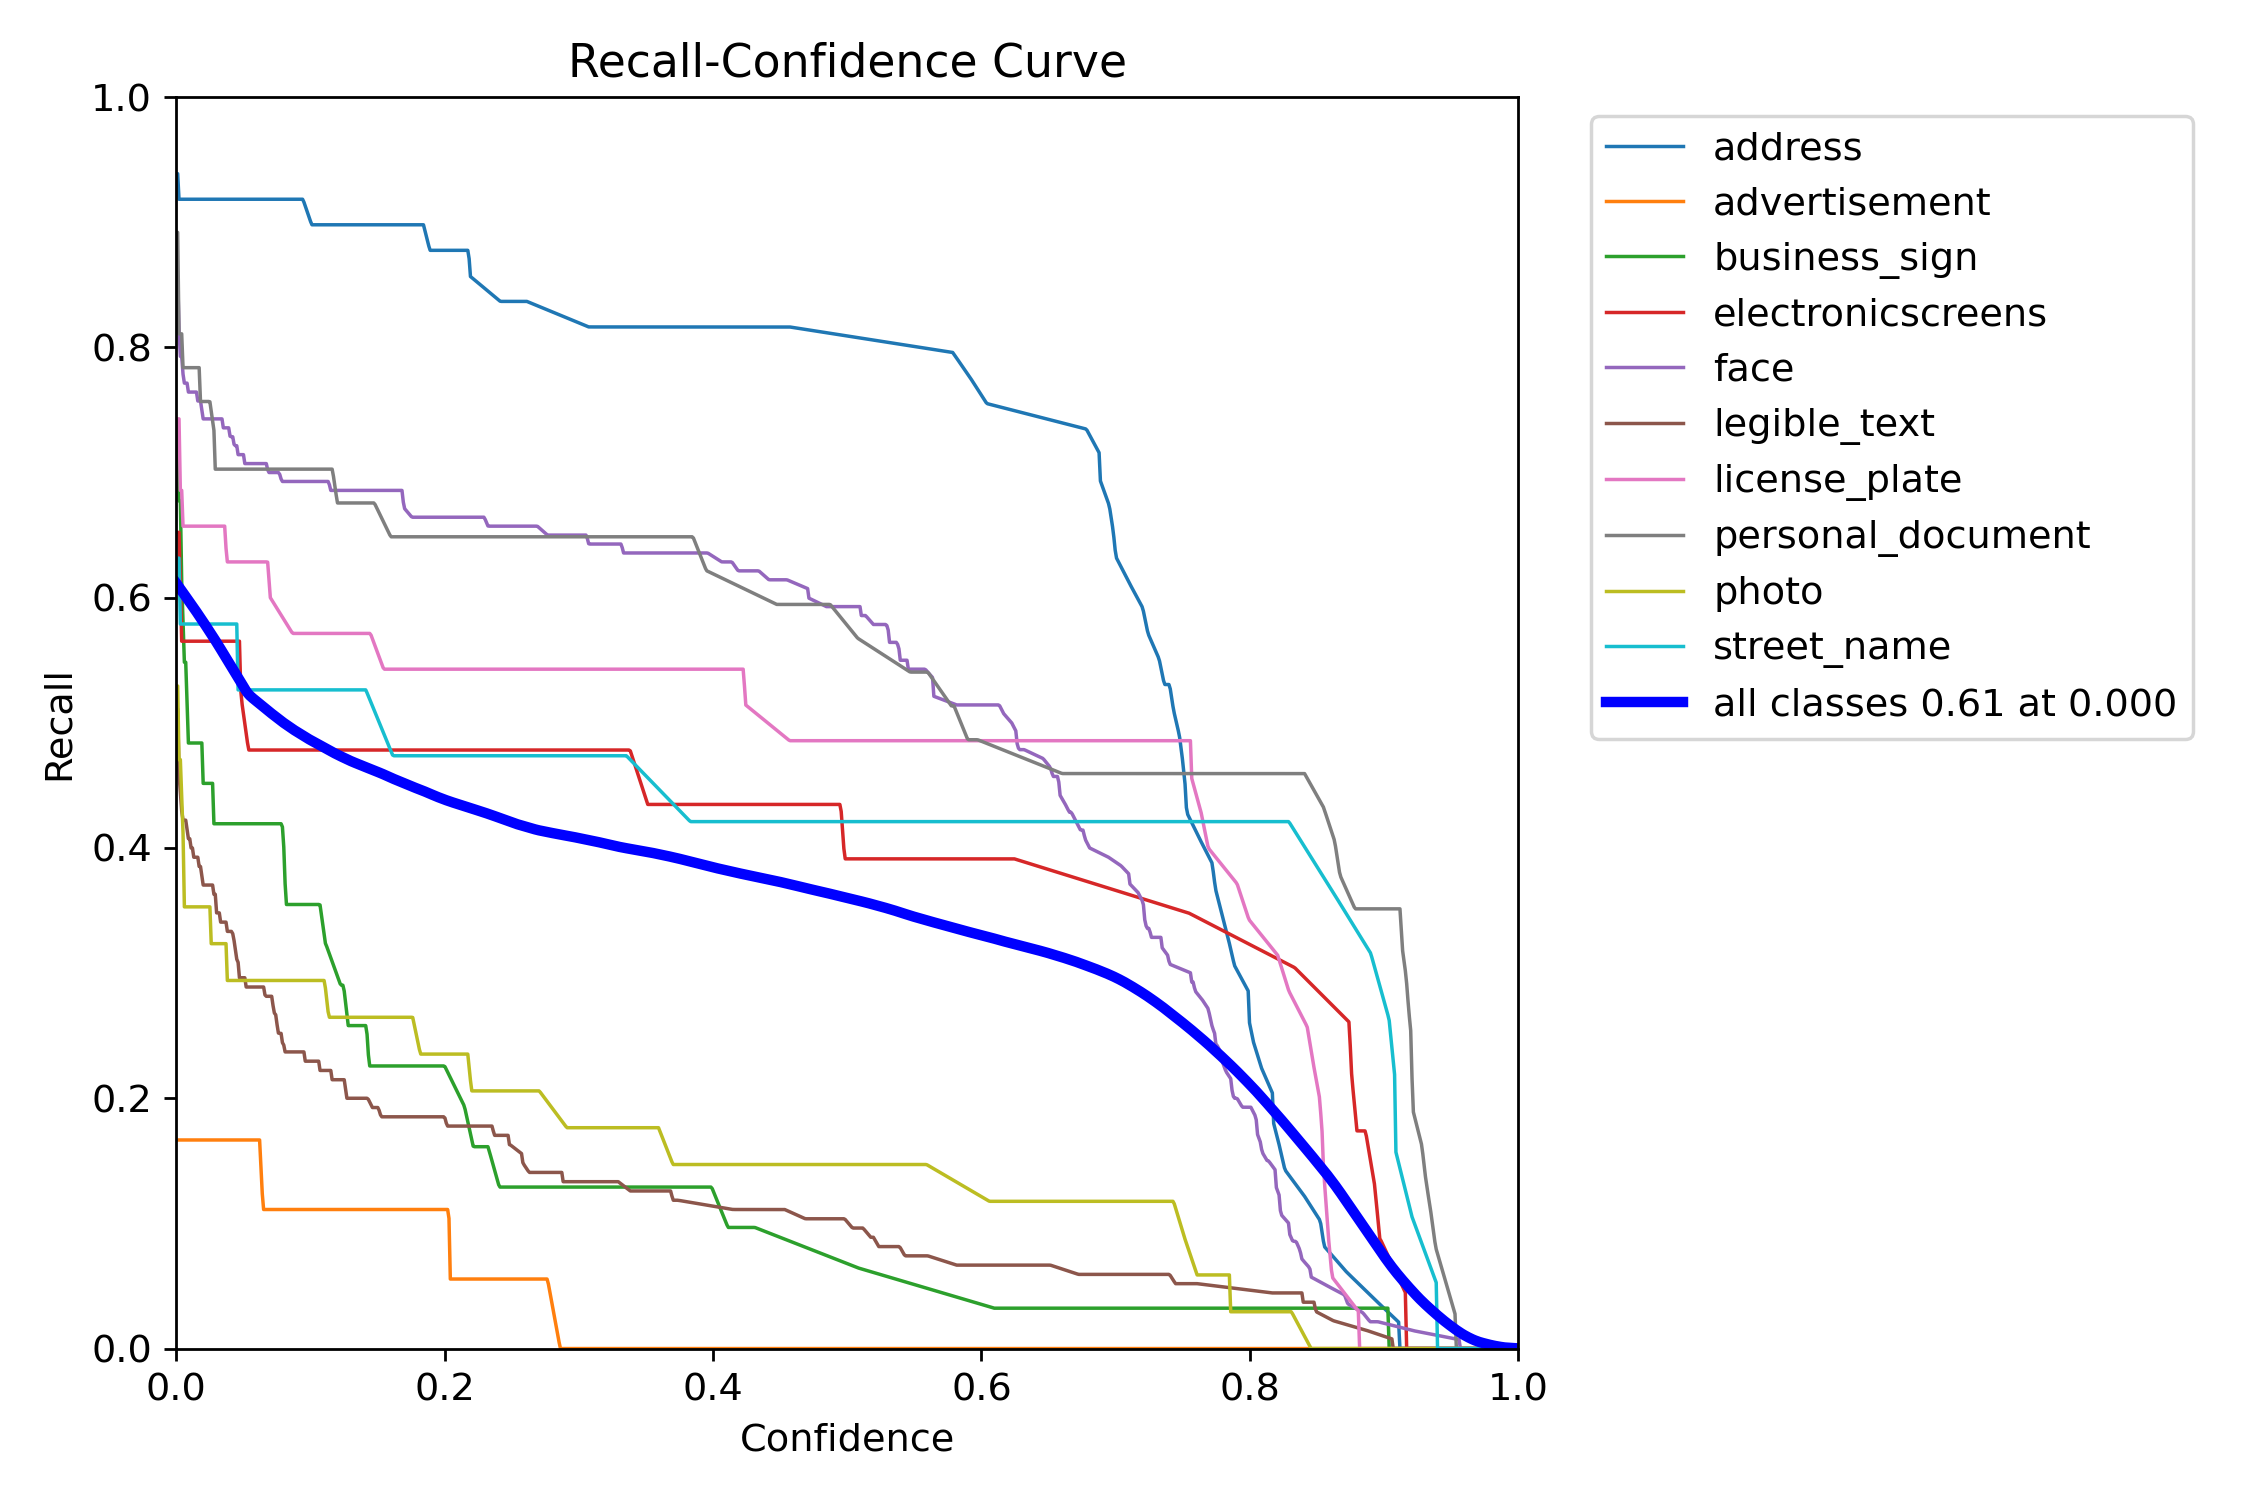 Recall-Confidence Curve
1.0
0.8
0.6
0.4
0.2
0.0
Recall
0.0 0.2 0.4 0.6 0.8 1.0
Confidence
address
advertisement
business_sign
electronicscreens
face
legible_text
license_plate
personal_document
photo
street_name
all classes 0.61 at 0.000